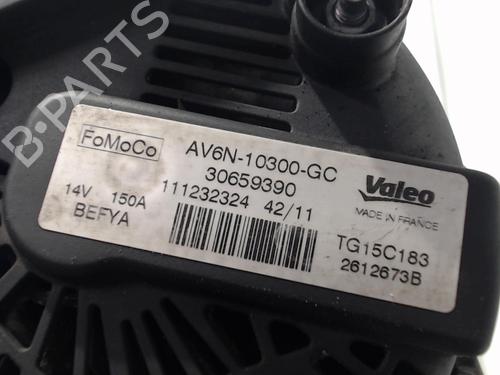 FoMoCo
AV6N-10300-GC
30659390
14V 150A
111232324 42/11
BEFYA
Valeo
MADE IN FRANCE
TG15C183
2612673B
B-PARTS